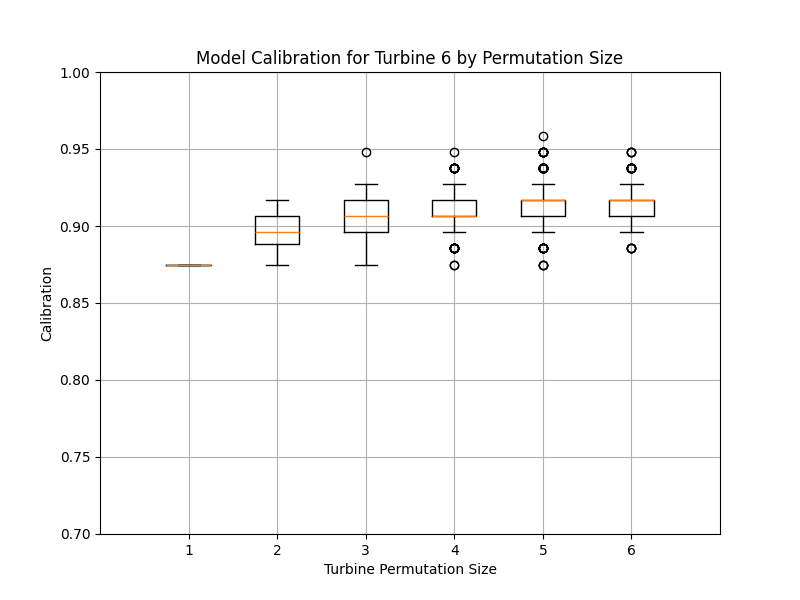 Model Calibration for Turbine 6 by Permutation Size
1.00
0.95
0.90
0.85
0.80
0.75
0.70
Calibration
1 2 3 4 5 6
Turbine Permutation Size